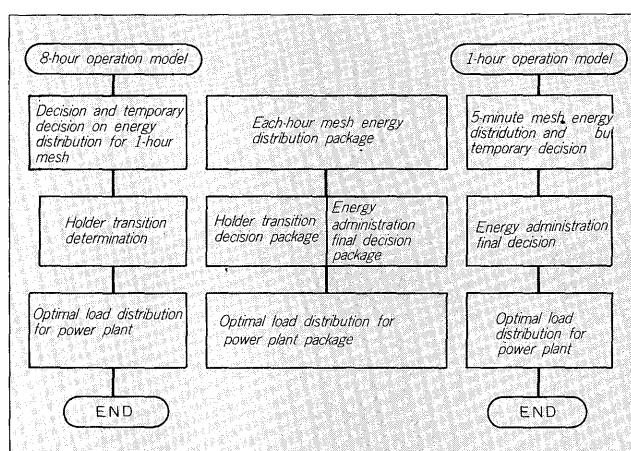 8-hour operation model
Decision and temporary
decision on energy
distribution for 1-hour
mesh
Holder transition
determination
Optimal load distribution
for power plant
END
Each-hour mesh energy
distribution package
Holder transition
decision package
Energy
administration
final decision
package
Optimal load distribution for
power plant package
1-hour operation model
5-minute mesh energy
distridution and but
temporary decision
Energy administration
final decision
Optimal load
distribution for
power plant
END